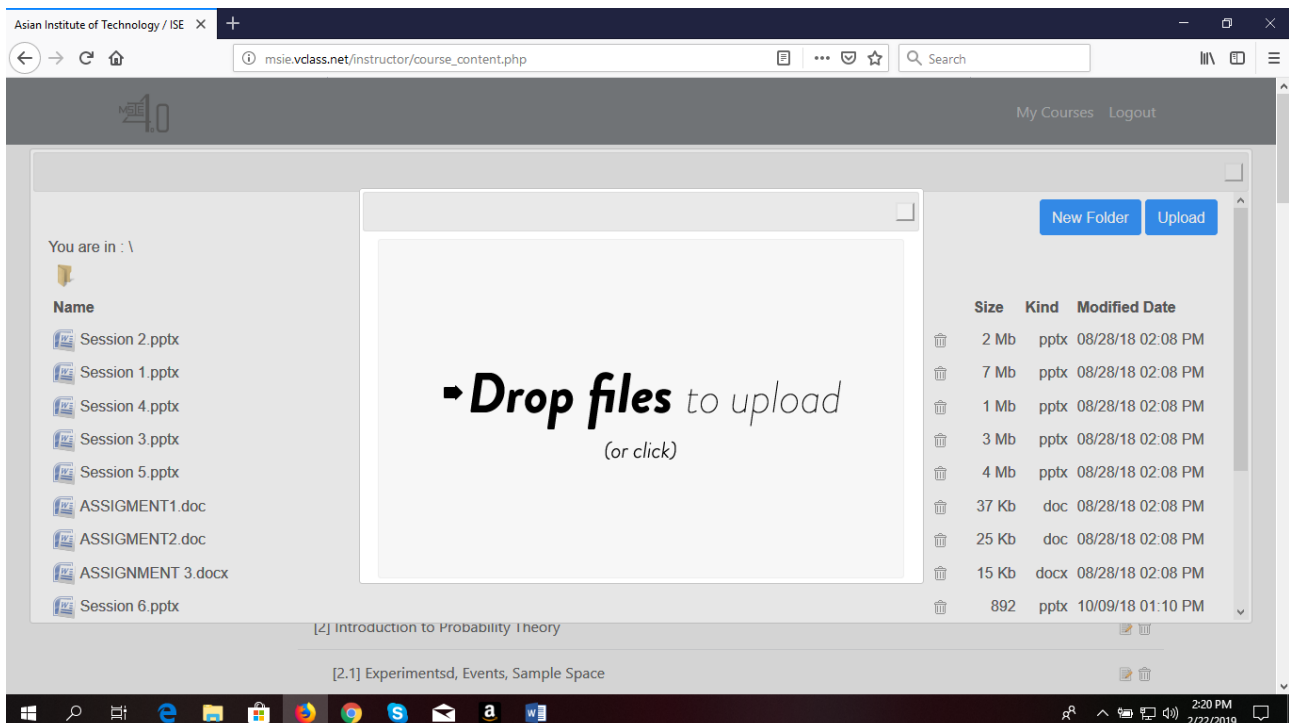 Asian Institute of Technology / ISE
msie.vclass.net/instructor/course_content.php
Search
MSIE 4.0
My Courses Logout
New Folder Upload
You are in : \
Name Size Kind Modified Date
Session 2.pptx 2 Mb pptx 08/28/18 02:08 PM
Session 1.pptx 7 Mb pptx 08/28/18 02:08 PM
Session 4.pptx 1 Mb pptx 08/28/18 02:08 PM
Session 3.pptx 3 Mb pptx 08/28/18 02:08 PM
Session 5.pptx 4 Mb pptx 08/28/18 02:08 PM
ASSIGMENT1.doc 37 Kb doc 08/28/18 02:08 PM
ASSIGMENT2.doc 25 Kb doc 08/28/18 02:08 PM
ASSIGNMENT 3.docx 15 Kb docx 08/28/18 02:08 PM
Session 6.pptx 892 pptx 10/09/18 01:10 PM
Drop files to upload
(or click)
[2] Introduction to Probability Theory
[2.1] Experimentsd, Events, Sample Space
2:20 PM
2/22/2019